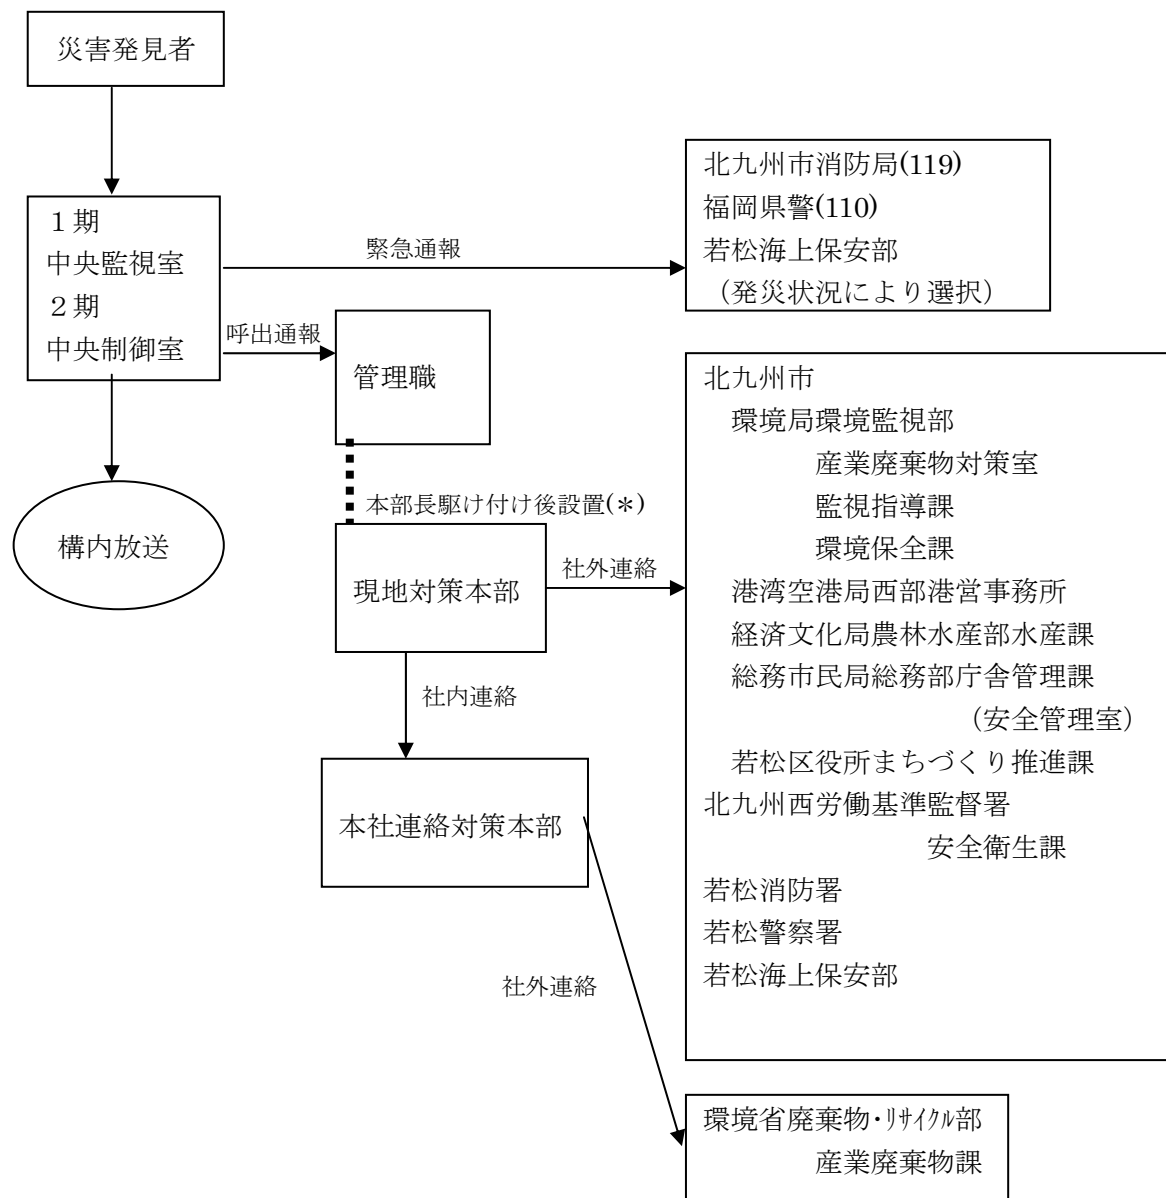 災害発見者
北九州市消防局(119)
福岡県警(110)
若松海上保安部
（発災状況により選択）
１期
中央監視室
２期
中央制御室
緊急通報
呼出通報
管理職
構内放送
本部長駆け付け後設置(＊)
現地対策本部
社外連絡
北九州市
環境局環境監視部
産業廃棄物対策室
監視指導課
環境保全課
港湾空港局西部港営事務所
経済文化局農林水産部水産課
総務市民局総務部庁舎管理課
（安全管理室）
若松区役所まちづくり推進課
北九州西労働基準監督署
安全衛生課
若松消防署
若松警察署
若松海上保安部
社内連絡
本社連絡対策本部
社外連絡
環境省廃棄物･ﾘｻｲｸﾙ部
産業廃棄物課